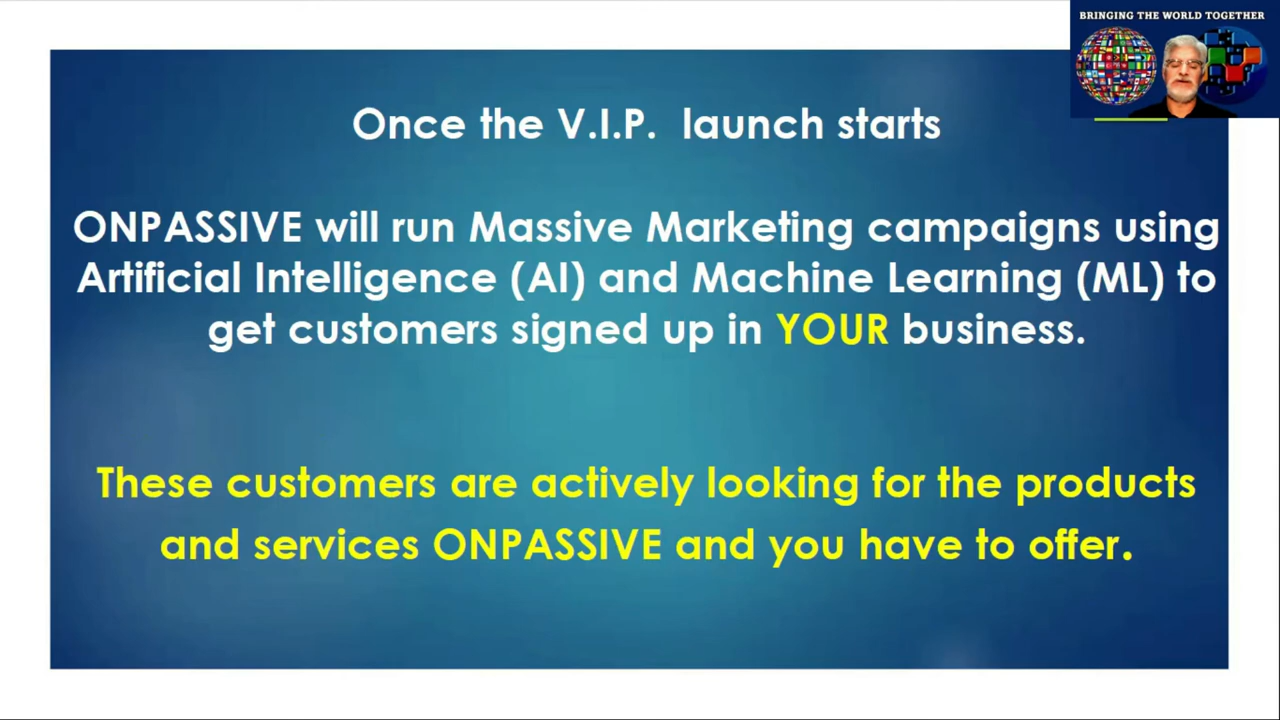 BRINGING THE WORLD TOGETHER
Once the V.I.P. launch starts
ONPASSIVE will run Massive Marketing campaigns using
Artificial Intelligence (AI) and Machine Learning (ML) to
get customers signed up in YOUR business.
These customers are actively looking for the products
and services ONPASSIVE and you have to offer.